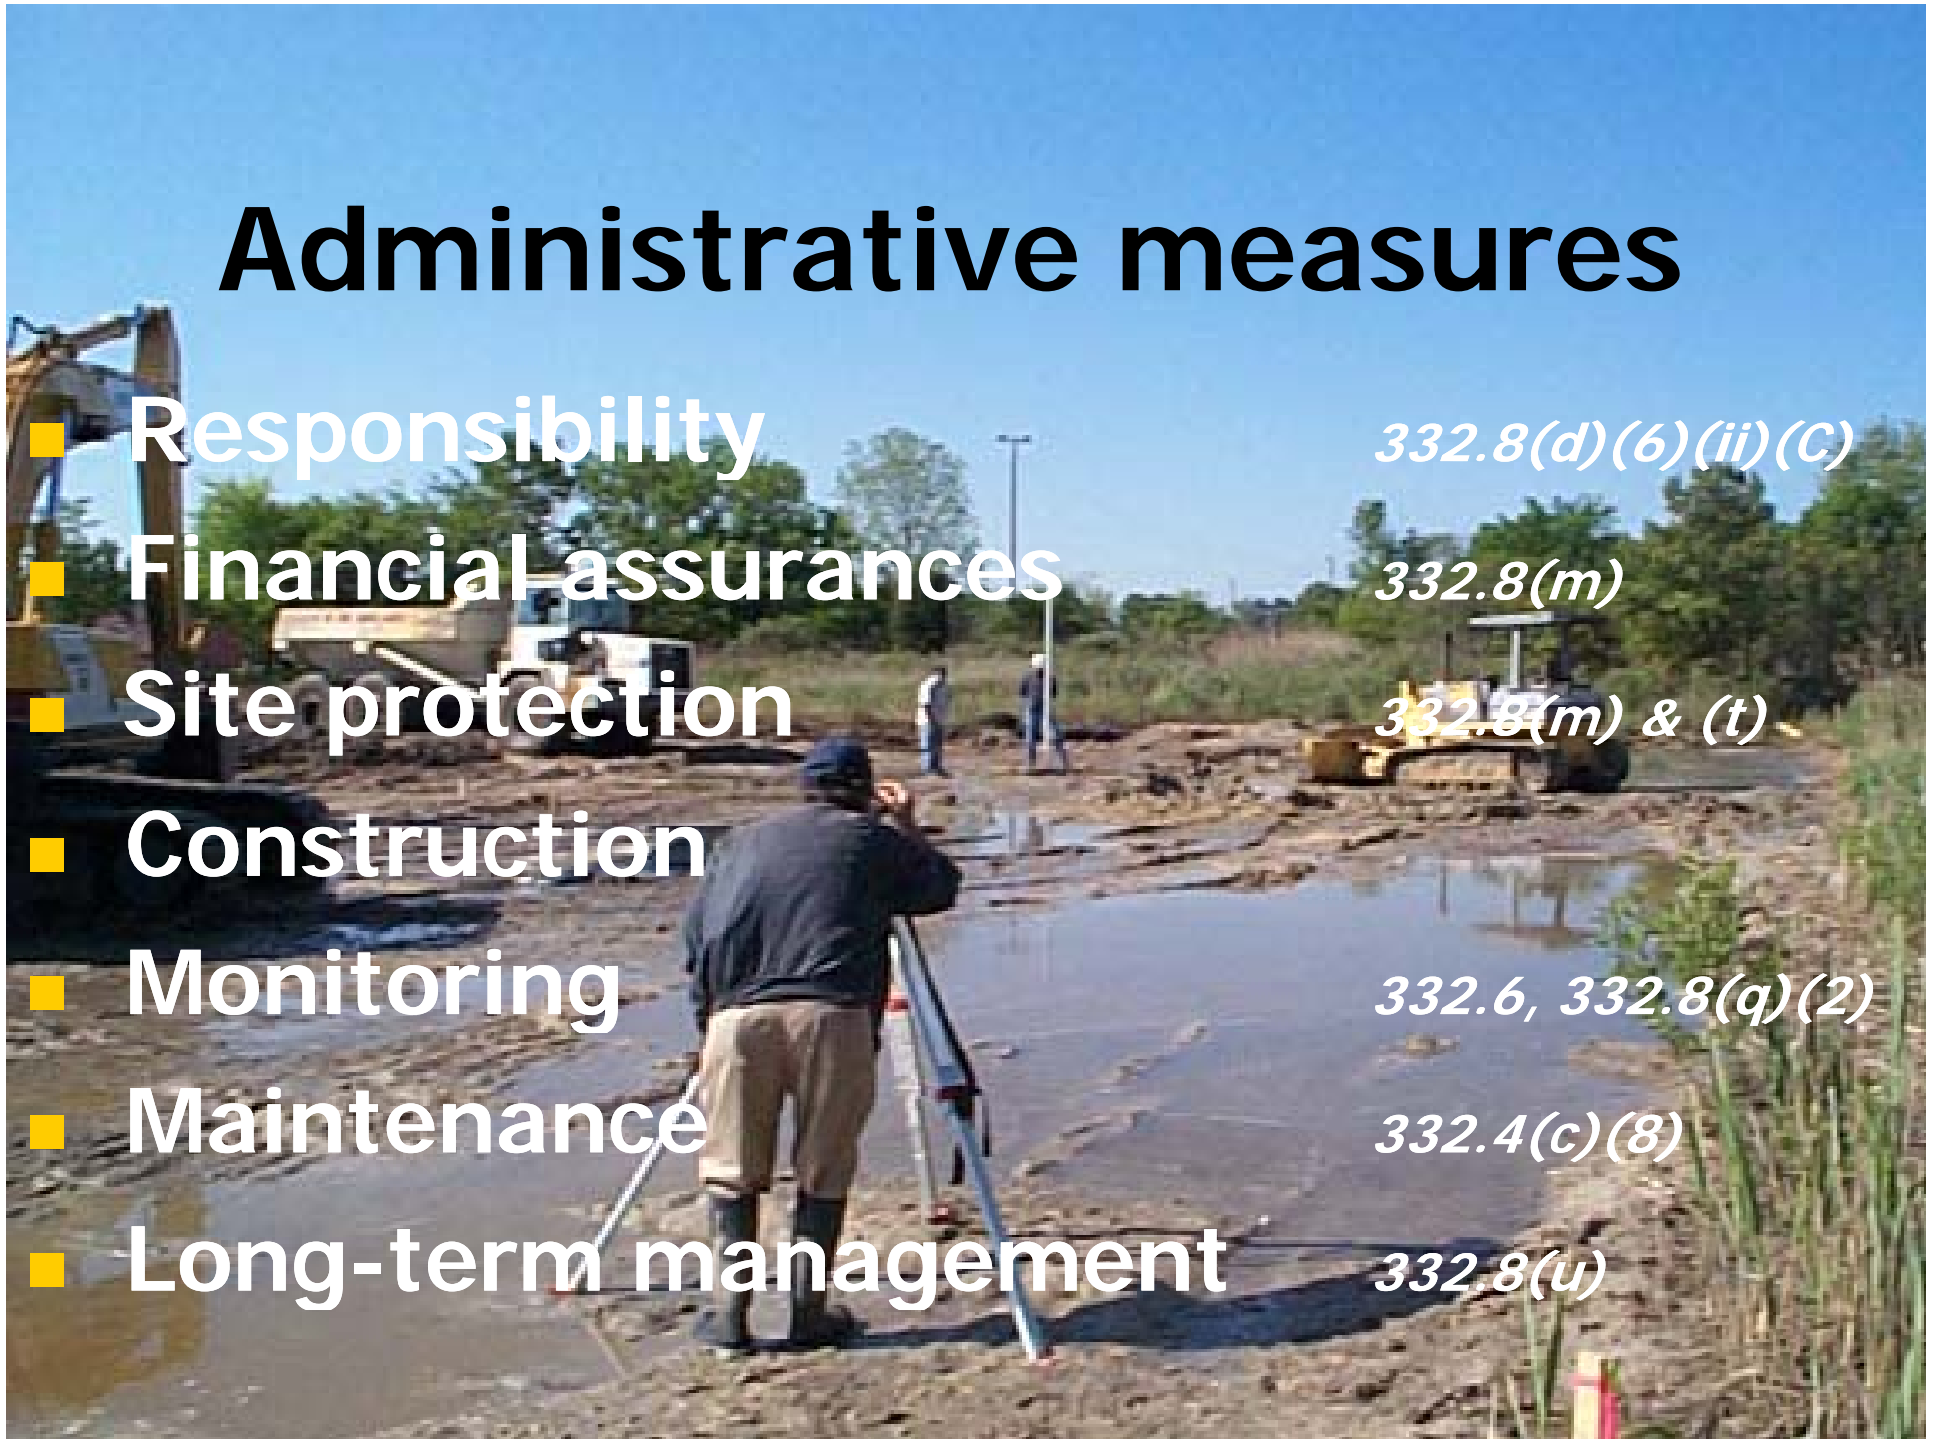 Administrative measures
Responsibility 332.8(d)(6)(ii)(C)
Financial assurances 332.8(m)
Site protection 332.8(m) & (t)
Construction
Monitoring 332.6, 332.8(q)(2)
Maintenance 332.4(c)(8)
Long-term management 332.8(u)